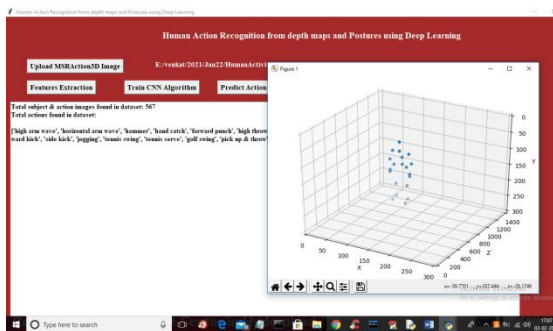 Human Action Recognition from depth maps and Postures using Deep Learning
Human Action Recognition from depth maps and Postures using Deep Learning
Upload MSRAction3D Image
E:/venkat/2021/Jan22/HumanActivi
Features Extraction
Train CNN Algorithm
Predict Action
Total subject & action images found in dataset: 567
Total actions found in dataset:
['high arm wave', 'horizontal arm wave', 'hammer', 'hand catch', 'forward punch', 'high throw
ward kick', 'side kick', 'jogging', 'tennis swing', 'tennis serve', 'golf swing', 'pick up & throw'
Figure 1
0
50
100
150
200
250
300
Y
0
50
100
150
200
250
300
X
0
200
400
600
800
1000
1200
1400
Z
Type here to search